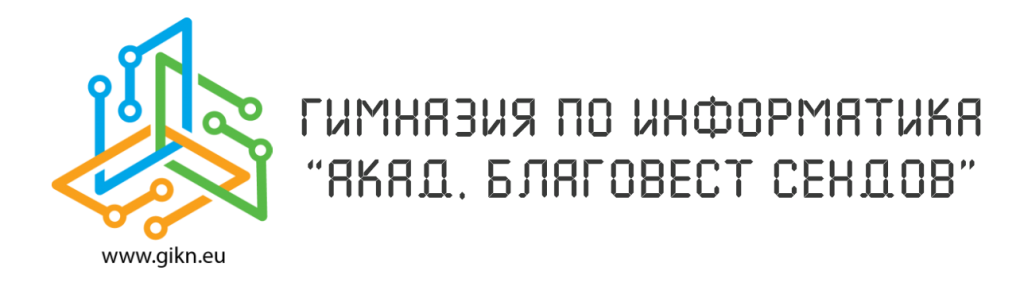 ГИМНАЗИЯ ПО ИНФОРМАТИКА
“АКАД. БЛАГОВЕСТ СЕНДОВ”
www.gikn.eu